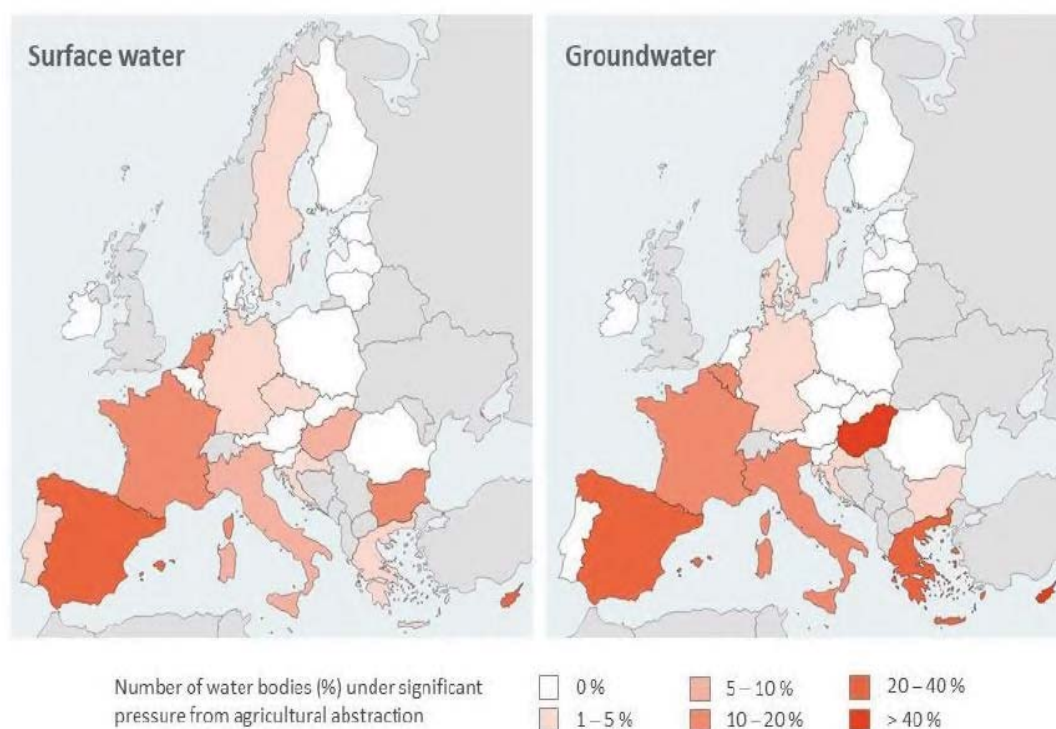 Surface water
Groundwater
Number of water bodies (%) under significant
pressure from agricultural abstraction
0 %
1 – 5 %
5 – 10 %
10 – 20 %
20 – 40 %
> 40 %